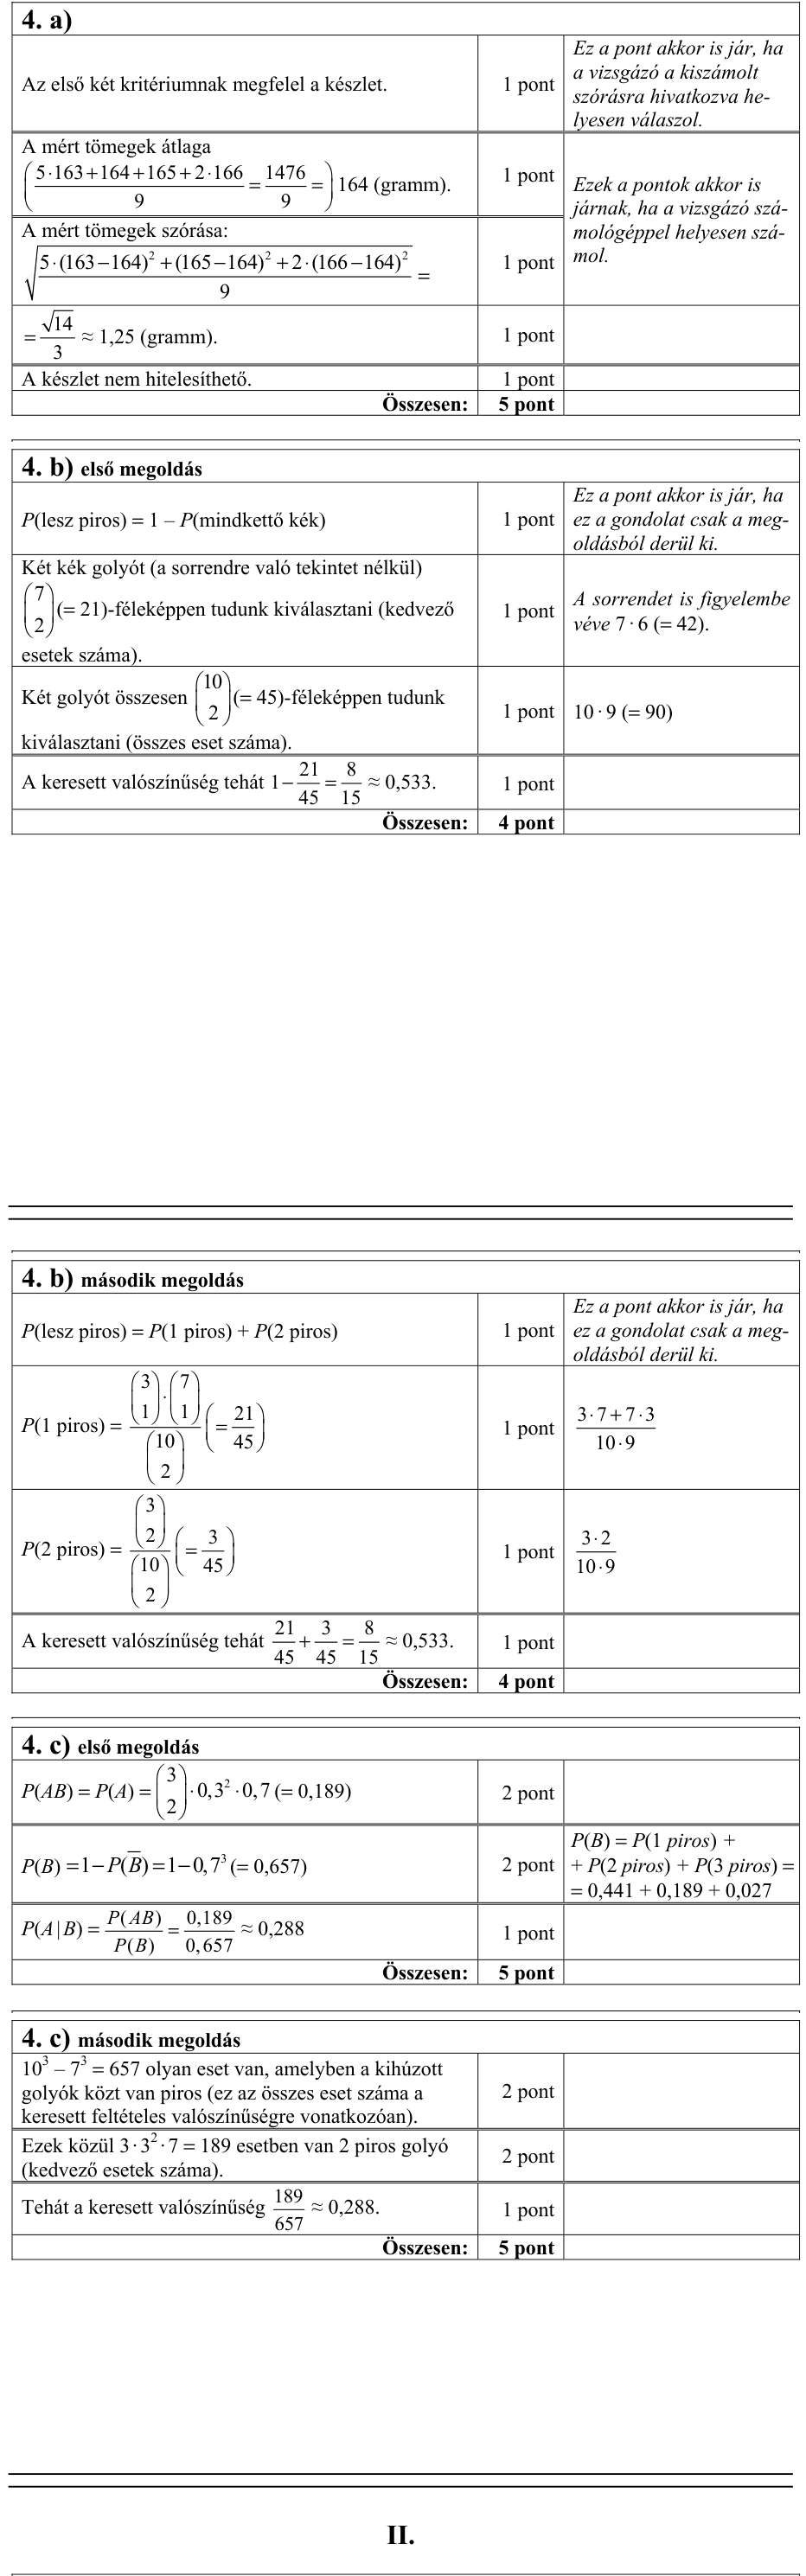 4. a)
Az első két kritériumnak megfelel a készlet.
1 pont
Ez a pont akkor is jár, ha
a vizsgázó a kiszámolt
szórásra hivatkozva he-
lyesen válaszol.
A mért tömegek átlaga
(5·163+164+165+2·166)/9 = 1476/9 = ) 164 (gramm).
1 pont
Ezek a pontok akkor is
járnak, ha a vizsgázó szá-
mológéppel helyesen szá-
mol.
A mért tömegek szórása:
√((5·(163−164)² + (165−164)² + 2·(166−164)²)/9) =
1 pont
= √14/3 ≈ 1,25 (gramm).
1 pont
A készlet nem hitelesíthető.
1 pont
Összesen: 5 pont
4. b) első megoldás
P(lesz piros) = 1 – P(mindkettő kék)
1 pont
Ez a pont akkor is jár, ha
ez a gondolat csak a meg-
oldásból derül ki.
Két kék golyót (a sorrendre való tekintet nélkül)
(7 2)(= 21)-féleképpen tudunk kiválasztani (kedvező
esetek száma).
1 pont
A sorrendet is figyelembe
véve 7 · 6 (= 42).
Két golyót összesen (10 2)(= 45)-féleképpen tudunk
kiválasztani (összes eset száma).
1 pont
10 · 9 (= 90)
A keresett valószínűség tehát 1 − 21/45 = 8/15 ≈ 0,533.
1 pont
Összesen: 4 pont
4. b) második megoldás
P(lesz piros) = P(1 piros) + P(2 piros)
1 pont
Ez a pont akkor is jár, ha
ez a gondolat csak a meg-
oldásból derül ki.
P(1 piros) = (3 1)·(7 1)/(10 2) (= 21/45)
1 pont
(3·7+7·3)/(10·9)
P(2 piros) = (3 2)/(10 2) (= 3/45)
1 pont
(3·2)/(10·9)
A keresett valószínűség tehát 21/45 + 3/45 = 8/15 ≈ 0,533.
1 pont
Összesen: 4 pont
4. c) első megoldás
P(AB) = P(A) = (3 2) · 0,3² · 0,7 (= 0,189)
2 pont
P(B) = 1 − P(B̅) = 1 − 0,7³ (= 0,657)
2 pont
P(B) = P(1 piros) +
+ P(2 piros) + P(3 piros) =
= 0,441 + 0,189 + 0,027
P(A|B) = P(AB)/P(B) = 0,189/0,657 ≈ 0,288
1 pont
Összesen: 5 pont
4. c) második megoldás
10³ – 7³ = 657 olyan eset van, amelyben a kihúzott
golyók közt van piros (ez az összes eset száma a
keresett feltételes valószínűségre vonatkozóan).
2 pont
Ezek közül 3·3²·7 = 189 esetben van 2 piros golyó
(kedvező esetek száma).
2 pont
Tehát a keresett valószínűség 189/657 ≈ 0,288.
1 pont
Összesen: 5 pont
II.